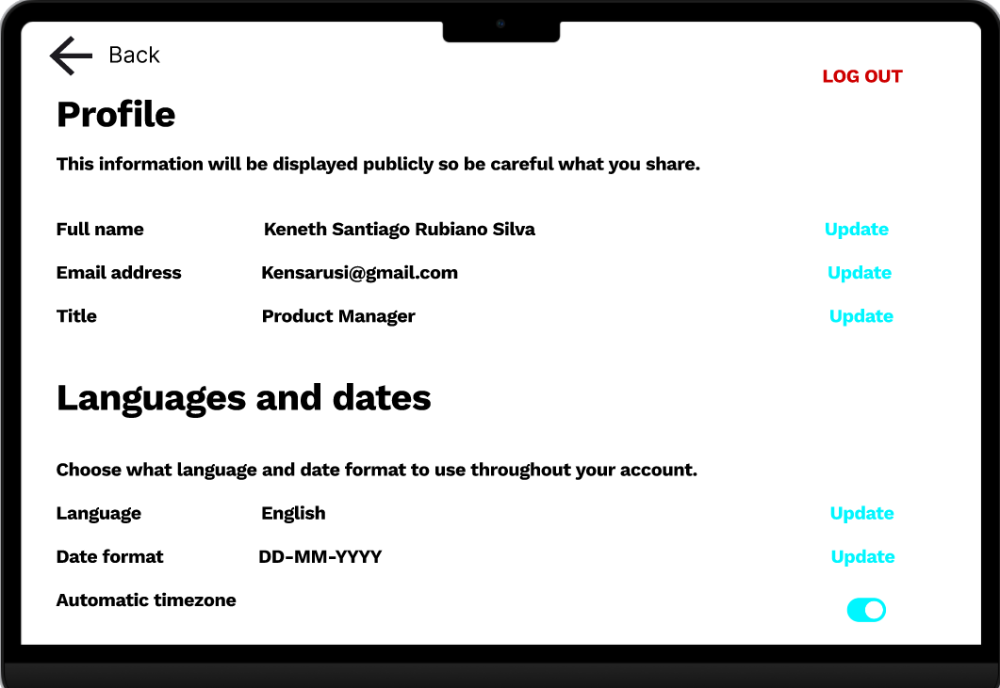 Back
LOG OUT
Profile
This information will be displayed publicly so be careful what you share.
Full name Keneth Santiago Rubiano Silva Update
Email address Kensarusi@gmail.com Update
Title Product Manager Update
Languages and dates
Choose what language and date format to use throughout your account.
Language English Update
Date format DD-MM-YYYY Update
Automatic timezone